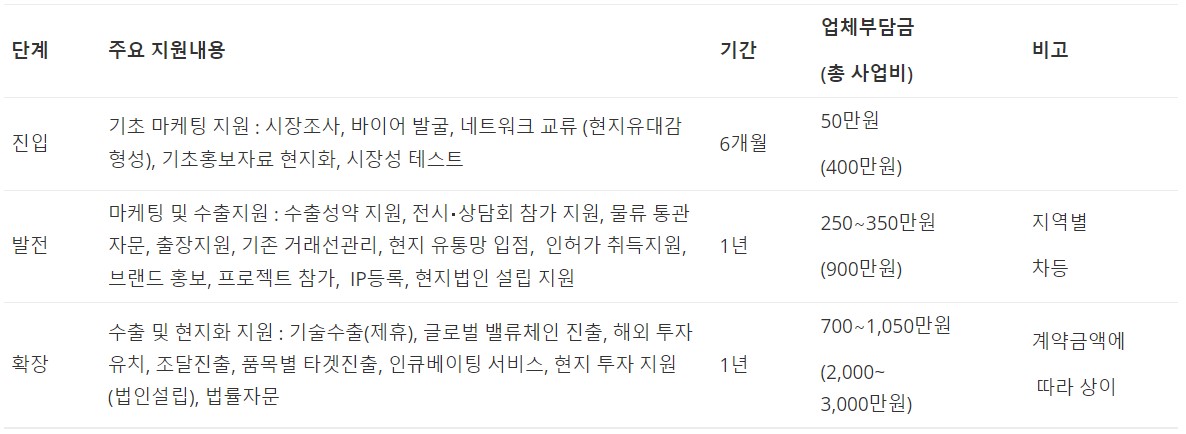 단계
주요 지원내용
기간
업체부담금
(총 사업비)
비고
진입
기초 마케팅 지원 : 시장조사, 바이어 발굴, 네트워크 교류 (현지유대감
형성), 기초홍보자료 현지화, 시장성 테스트
6개월
50만원
(400만원)
발전
마케팅 및 수출지원 : 수출성약 지원, 전시·상담회 참가 지원, 물류 통관
자문, 출장지원, 기존 거래선관리, 현지 유통망 입점, 인허가 취득지원,
브랜드 홍보, 프로젝트 참가, IP등록, 현지법인 설립 지원
1년
250~350만원
(900만원)
지역별
차등
확장
수출 및 현지화 지원 : 기술수출(제휴), 글로벌 밸류체인 진출, 해외 투자
유치, 조달진출, 품목별 타겟진출, 인큐베이팅 서비스, 현지 투자 지원
(법인설립), 법률자문
1년
700~1,050만원
(2,000~
3,000만원)
계약금액에
따라 상이